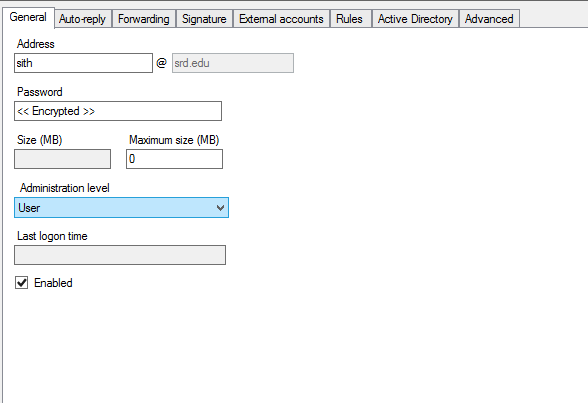 General Auto-reply Forwarding Signature External accounts Rules Active Directory Advanced
Address
sith @ srd.edu
Password
<< Encrypted >>
Size (MB) Maximum size (MB)
0
Administration level
User
Last logon time
Enabled